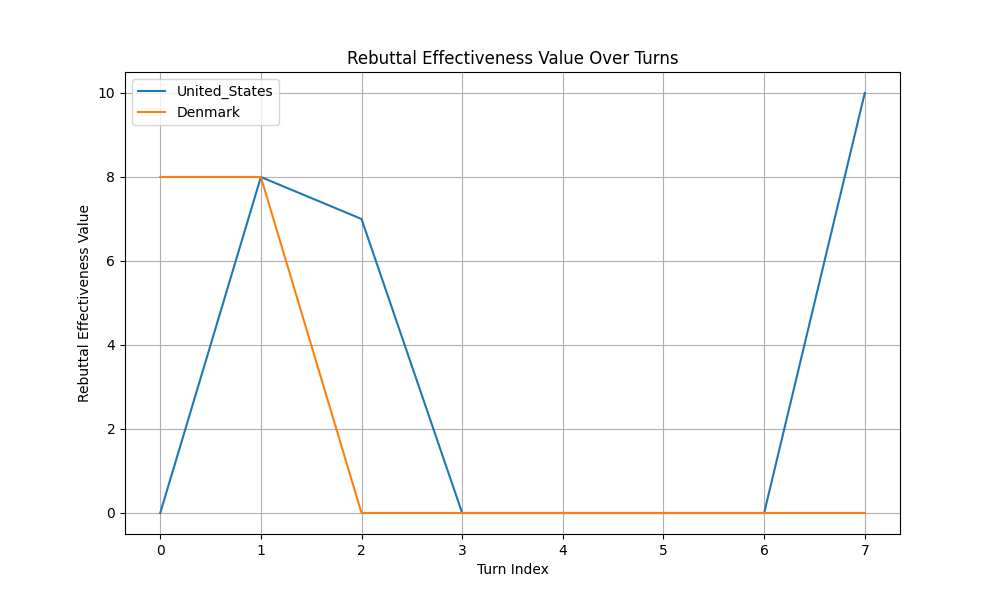 Rebuttal Effectiveness Value Over Turns
United_States
Denmark
10
8
6
4
2
0
Rebuttal Effectiveness Value
0 1 2 3 4 5 6 7
Turn Index